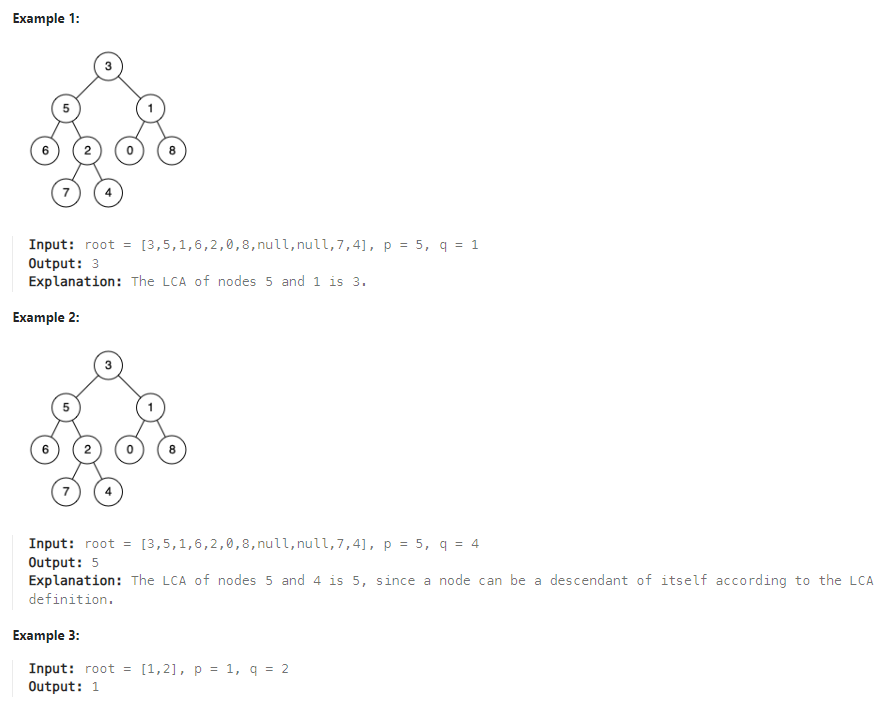 Example 1:
3
5 1
6 2 0 8
7 4
Input: root = [3,5,1,6,2,0,8,null,null,7,4], p = 5, q = 1
Output: 3
Explanation: The LCA of nodes 5 and 1 is 3.
Example 2:
3
5 1
6 2 0 8
7 4
Input: root = [3,5,1,6,2,0,8,null,null,7,4], p = 5, q = 4
Output: 5
Explanation: The LCA of nodes 5 and 4 is 5, since a node can be a descendant of itself according to the LCA
definition.
Example 3:
Input: root = [1,2], p = 1, q = 2
Output: 1